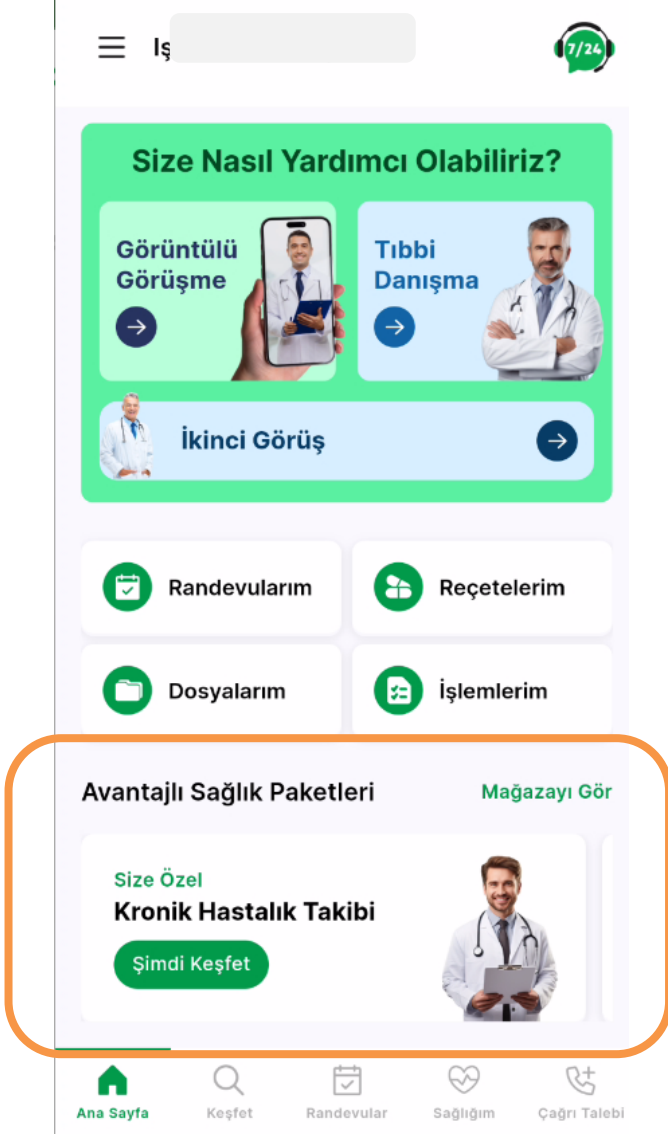 Iş
7/24
Size Nasıl Yardımcı Olabiliriz?
Görüntülü
Görüşme
Tıbbi
Danışma
İkinci Görüş
Randevularım
Reçetelerim
Dosyalarım
İşlemlerim
Avantajlı Sağlık Paketleri
Mağazayı Gör
Size Özel
Kronik Hastalık Takibi
Şimdi Keşfet
Ana Sayfa
Keşfet
Randevular
Sağlığım
Çağrı Talebi